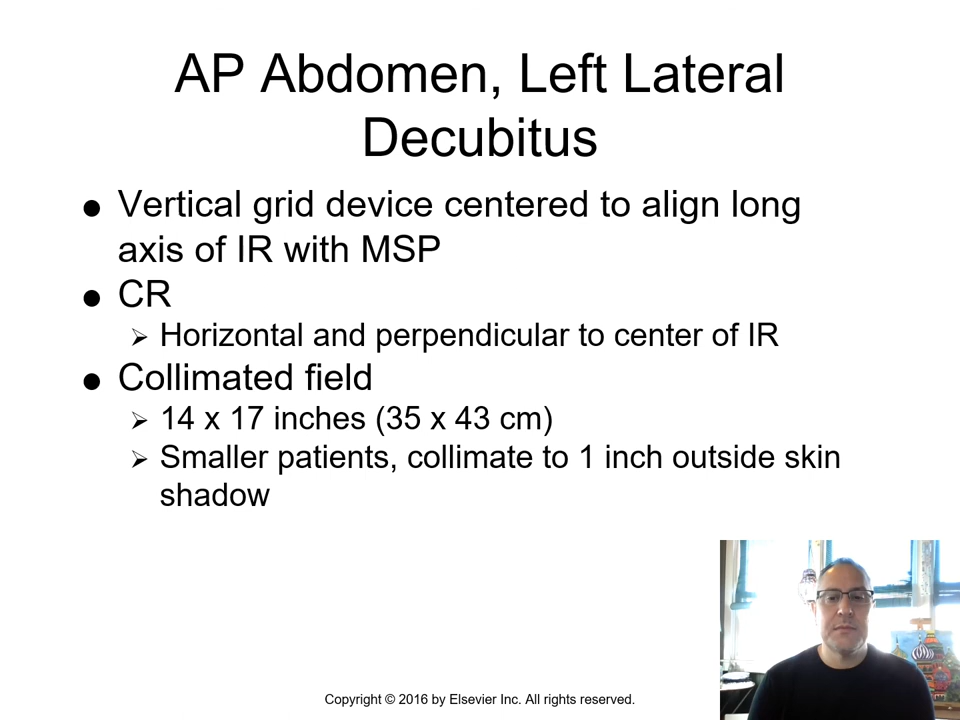 AP Abdomen, Left Lateral
Decubitus
● Vertical grid device centered to align long
axis of IR with MSP
● CR
➢ Horizontal and perpendicular to center of IR
● Collimated field
➢ 14 x 17 inches (35 x 43 cm)
➢ Smaller patients, collimate to 1 inch outside skin
shadow
Copyright © 2016 by Elsevier Inc. All rights reserved.